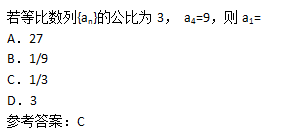 若等比数列{aₙ}的公比为 3， a₄=9，则 a₁=
A．27
B．1/9
C．1/3
D．3
参考答案：C